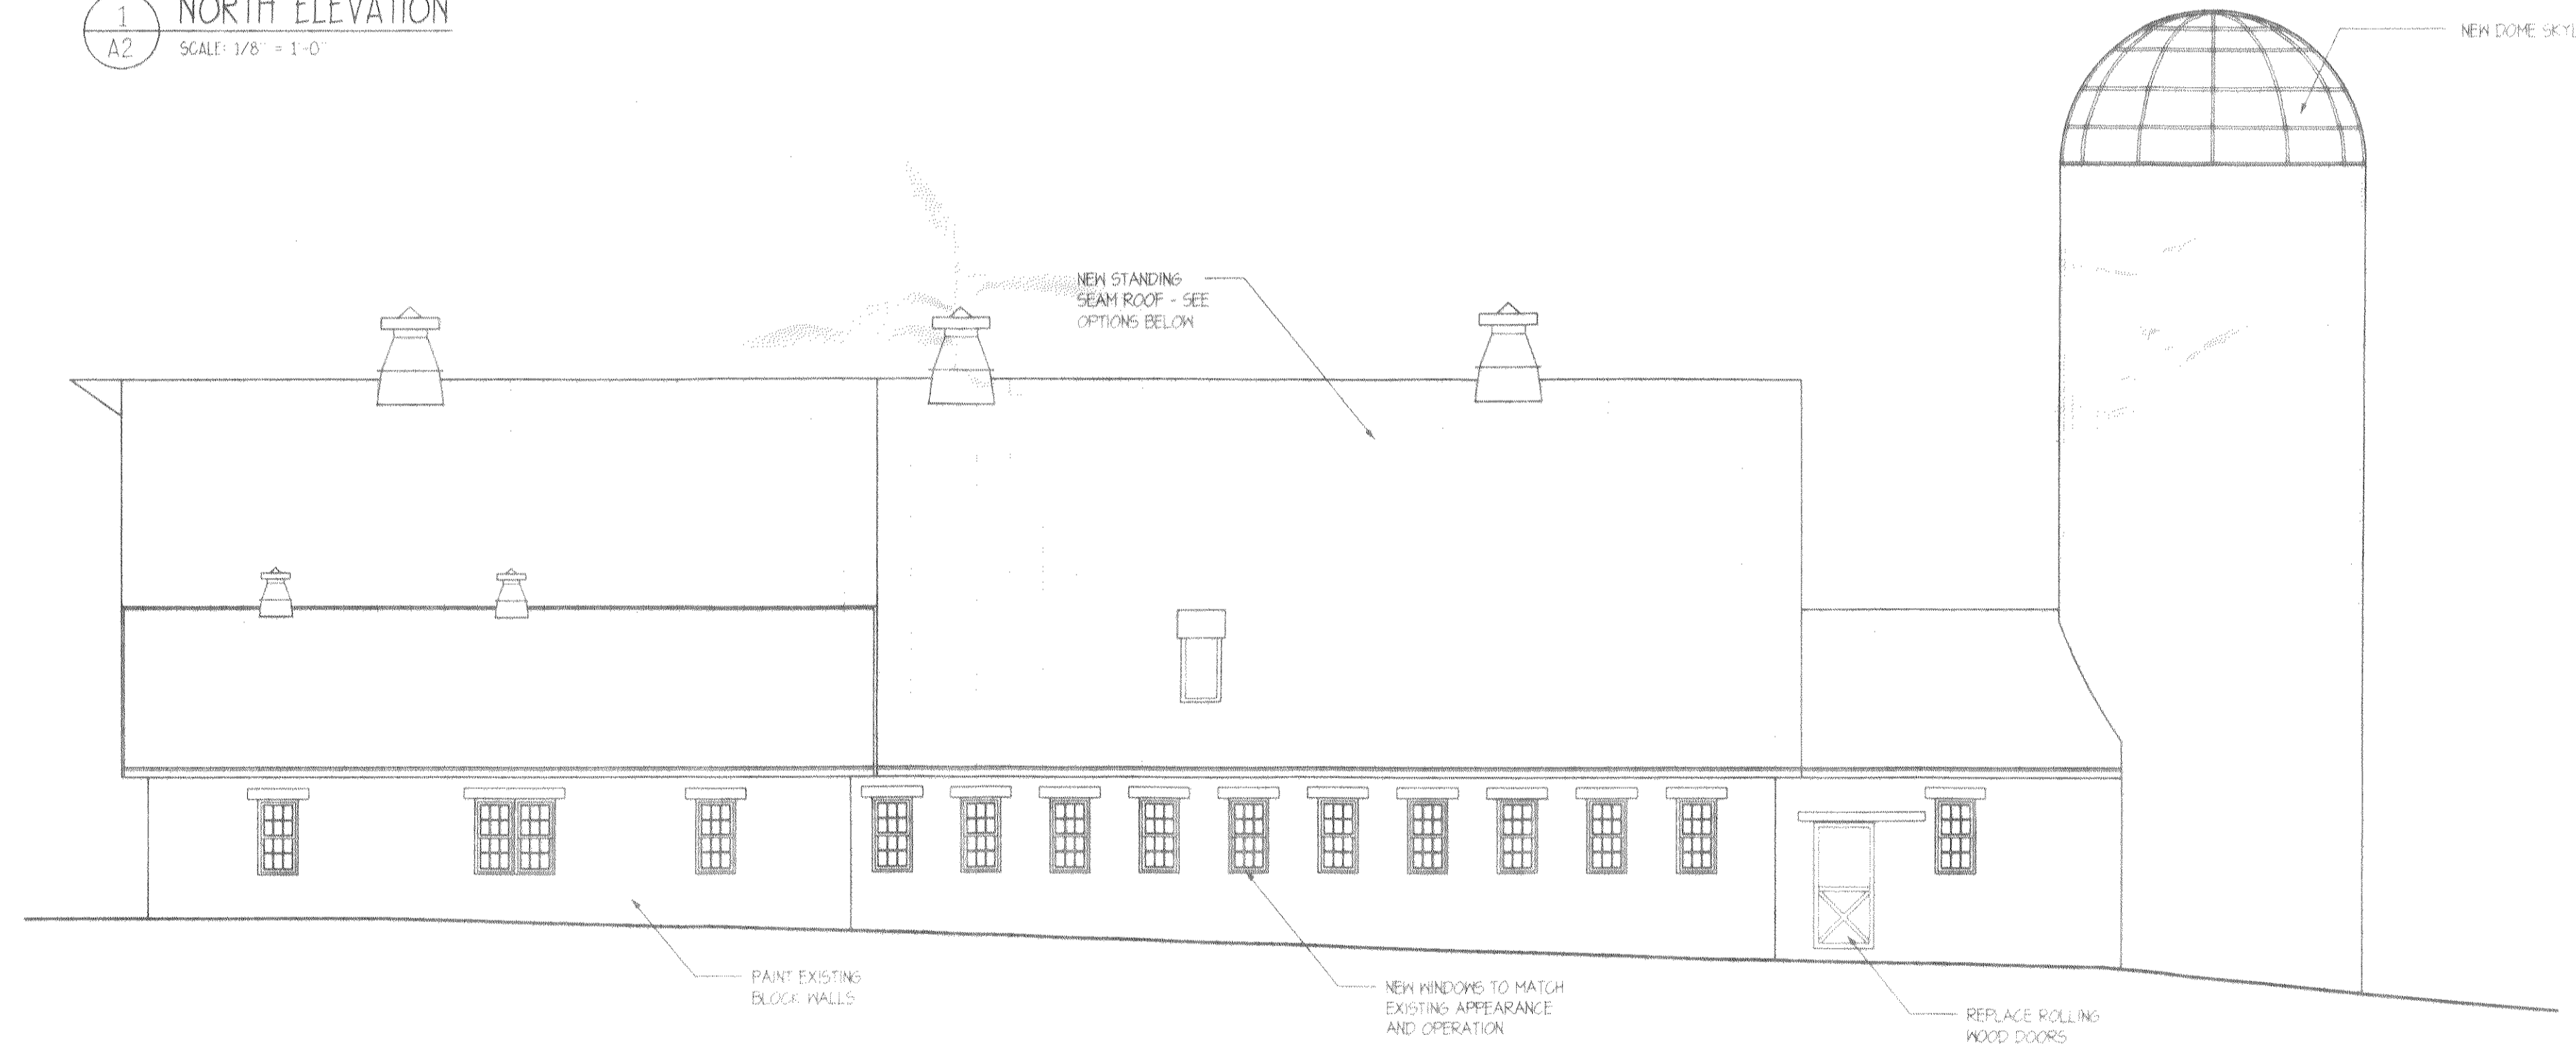 1
A2
NORTH ELEVATION
SCALE: 1/8" = 1'-0"
NEW DOME SKYL
NEW STANDING
SEAM ROOF - SEE
OPTIONS BELOW
PAINT EXISTING
BLOCK WALLS
NEW WINDOWS TO MATCH
EXISTING APPEARANCE
AND OPERATION
REPLACE ROLLING
WOOD DOORS